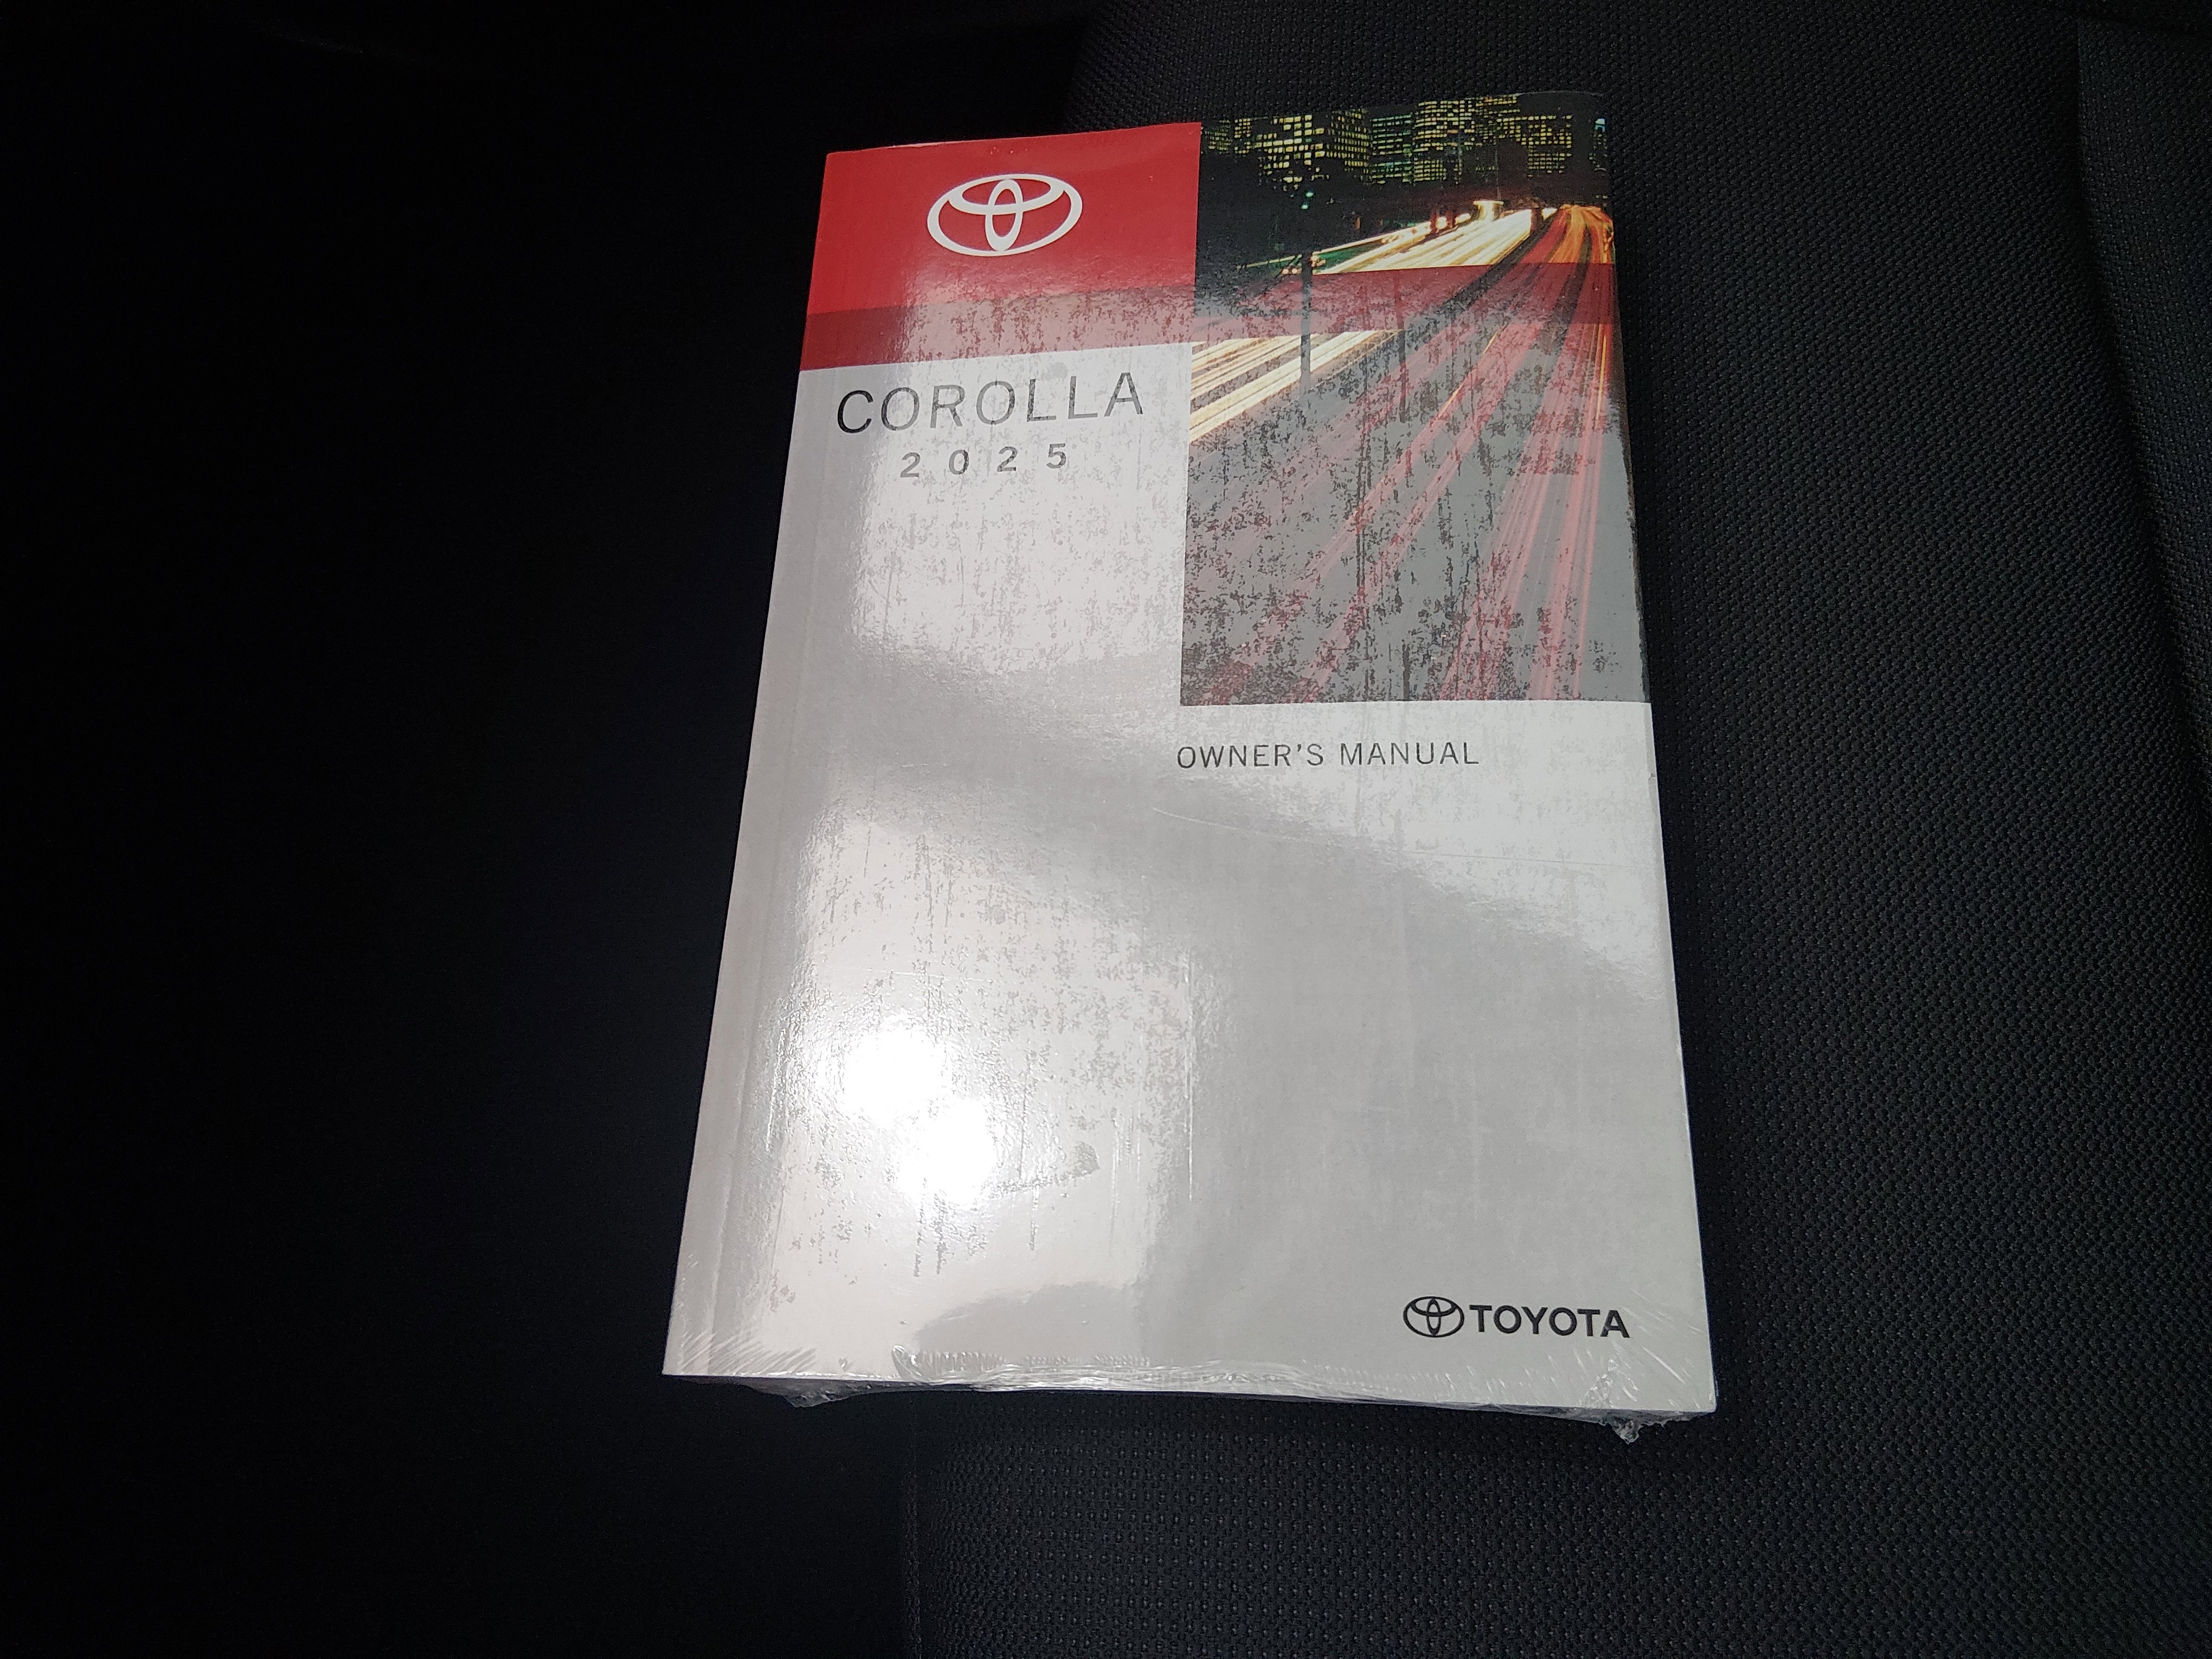 COROLLA
2025
OWNER'S MANUAL
TOYOTA